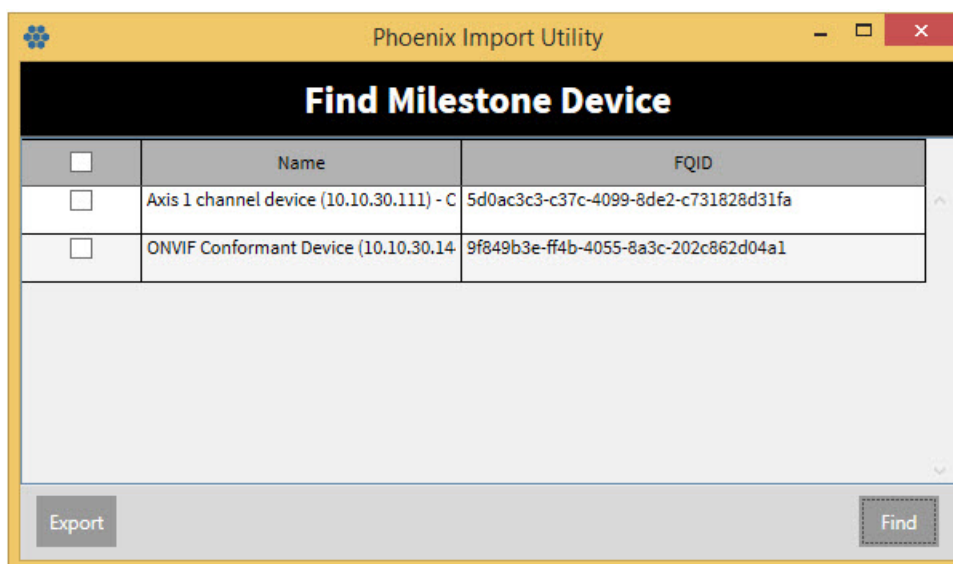 Phoenix Import Utility
Find Milestone Device
Name FQID
Axis 1 channel device (10.10.30.111) - C 5d0ac3c3-c37c-4099-8de2-c731828d31fa
ONVIF Conformant Device (10.10.30.14 9f849b3e-ff4b-4055-8a3c-202c862d04a1
Export Find